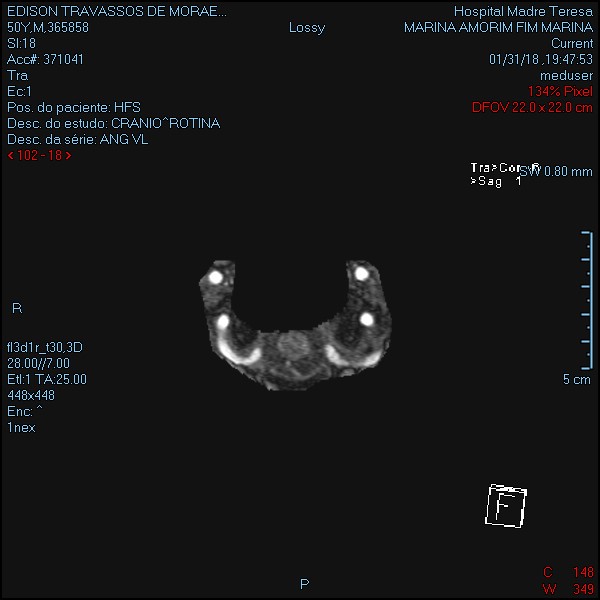 EDISON TRAVASSOS DE MORAE...
50Y,M,365858
Sl:18
Acc#: 371041
Tra
Ec:1
Pos. do paciente: HFS
Desc. do estudo: CRANIO^ROTINA
Desc. da série: ANG VL
< 102 - 18 >
Lossy
Hospital Madre Teresa
MARINA AMORIM FIM MARINA
Current
01/31/18 ,19:47:53
meduser
134% Pixel
DFOV 22.0 x 22.0 cm
Tra>Cor
SW 0.80 mm
>Sag 1
R
fl3d1r_t30,3D
28.00//7.00
Etl:1 TA:25.00
448x448
Enc: ^
1nex
5 cm
F
P
C 148
W 349